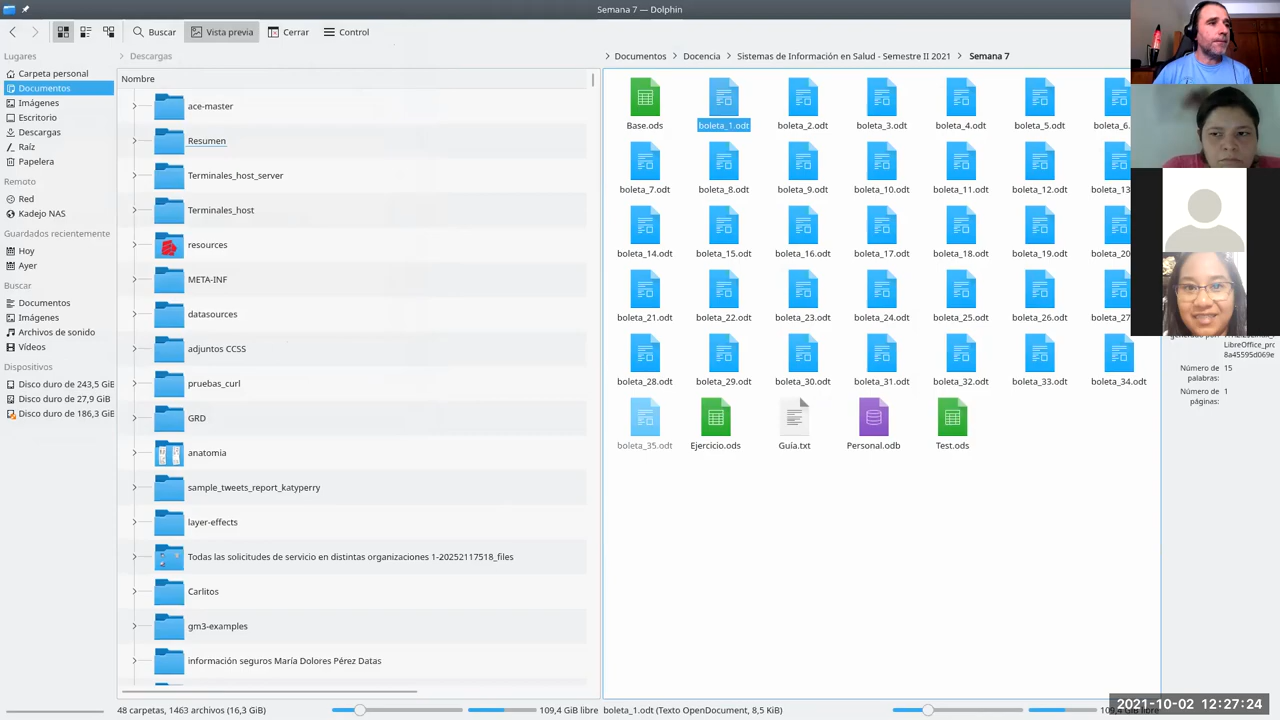 Semana 7 — Dolphin
Buscar
Vista previa
Cerrar
Control
Lugares
Carpeta personal
Documentos
Imágenes
Escritorio
Descargas
Raíz
Papelera
Remoto
Red
Kadejo NAS
Guardados recientemente
Hoy
Ayer
Buscar
Documentos
Imágenes
Archivos de sonido
Vídeos
Dispositivos
Disco duro de 243,5 GiB
Disco duro de 27,9 GiB
Disco duro de 186,3 GiB
Descargas
Nombre
ace-master
Resumen
Terminales_host_server
Terminales_host
resources
META-INF
datasources
adjuntos CCSS
pruebas_curl
GRD
anatomia
sample_tweets_report_katyperry
layer-effects
Todas las solicitudes de servicio en distintas organizaciones 1-20252117518_files
Carlitos
gm3-examples
información seguros María Dolores Pérez Datas
48 carpetas, 1463 archivos (16,3 GiB)
109,4 GiB libre
Documentos > Docencia > Sistemas de Información en Salud - Semestre II 2021 > Semana 7
Base.ods boleta_1.odt boleta_2.odt boleta_3.odt boleta_4.odt boleta_5.odt boleta_6.
boleta_7.odt boleta_8.odt boleta_9.odt boleta_10.odt boleta_11.odt boleta_12.odt boleta_13
boleta_14.odt boleta_15.odt boleta_16.odt boleta_17.odt boleta_18.odt boleta_19.odt boleta_20
boleta_21.odt boleta_22.odt boleta_23.odt boleta_24.odt boleta_25.odt boleta_26.odt boleta_27
boleta_28.odt boleta_29.odt boleta_30.odt boleta_31.odt boleta_32.odt boleta_33.odt boleta_34.odt
boleta_35.odt Ejercicio.ods Guía.txt Personal.odb Test.ods
boleta_1.odt (Texto OpenDocument, 8,5 KiB)
LibreOffice_prc
8a45595d069e
Número de palabras: 15
Número de páginas: 1
2021-10-02 12:27:24